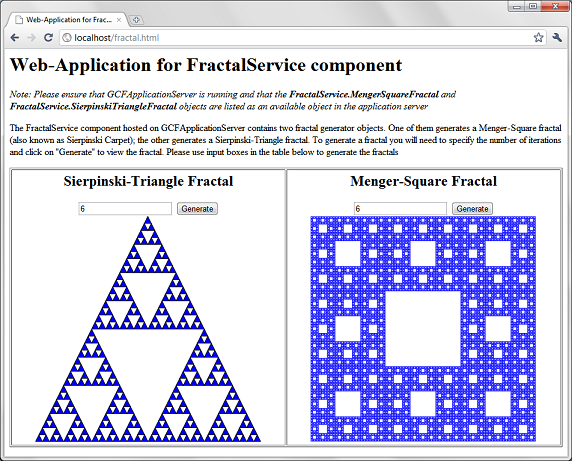 Web-Application for Frac...
localhost/fractal.html
Web-Application for FractalService component
Note: Please ensure that GCFApplicationServer is running and that the FractalService.MengerSquareFractal and
FractalService.SierpinskiTriangleFractal objects are listed as an available object in the application server
The FractalService component hosted on GCFApplicationServer contains two fractal generator objects. One of them generates a Menger-Square fractal
(also known as Sierpinski Carpet); the other generates a Sierpinski-Triangle fractal. To generate a fractal you will need to specify the number of iterations
and click on "Generate" to view the fractal. Please use input boxes in the table below to generate the fractals
Sierpinski-Triangle Fractal
6 Generate
Menger-Square Fractal
6 Generate